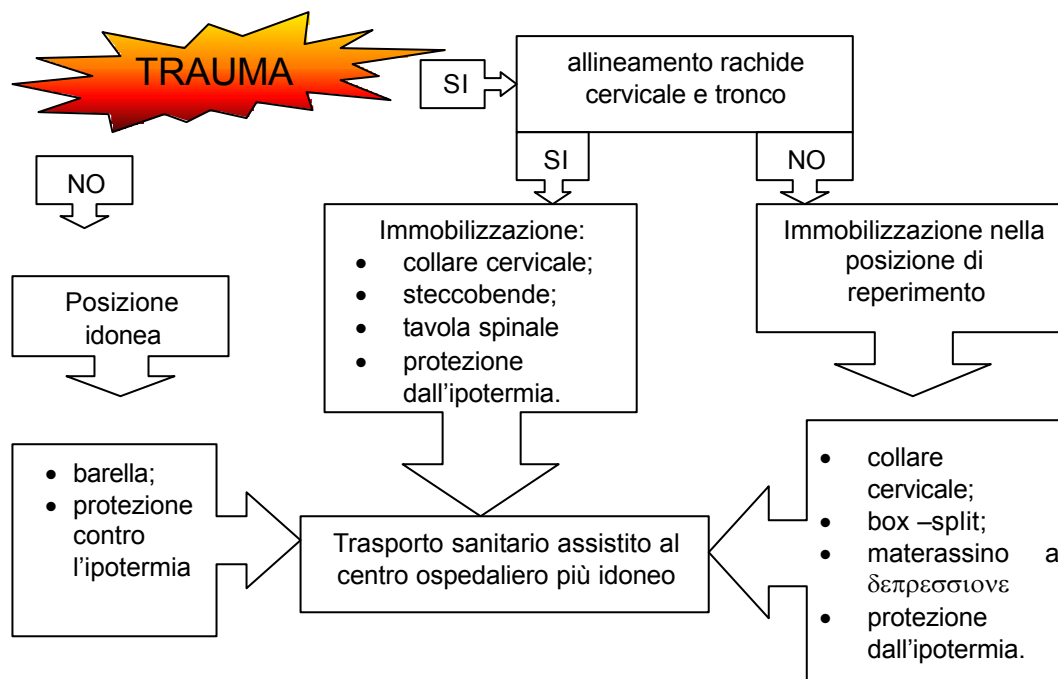 TRAUMA
SI
allineamento rachide
cervicale e tronco
SI
NO
NO
Immobilizzazione:
• collare cervicale;
• steccobende;
• tavola spinale
• protezione
dall'ipotermia.
Immobilizzazione nella
posizione di
reperimento
Posizione
idonea
• barella;
• protezione
contro
l'ipotermia
Trasporto sanitario assistito al
centro ospedaliero più idoneo
• collare
cervicale;
• box –split;
• materassino a
δεπρεσσιονε
• protezione
dall'ipotermia.